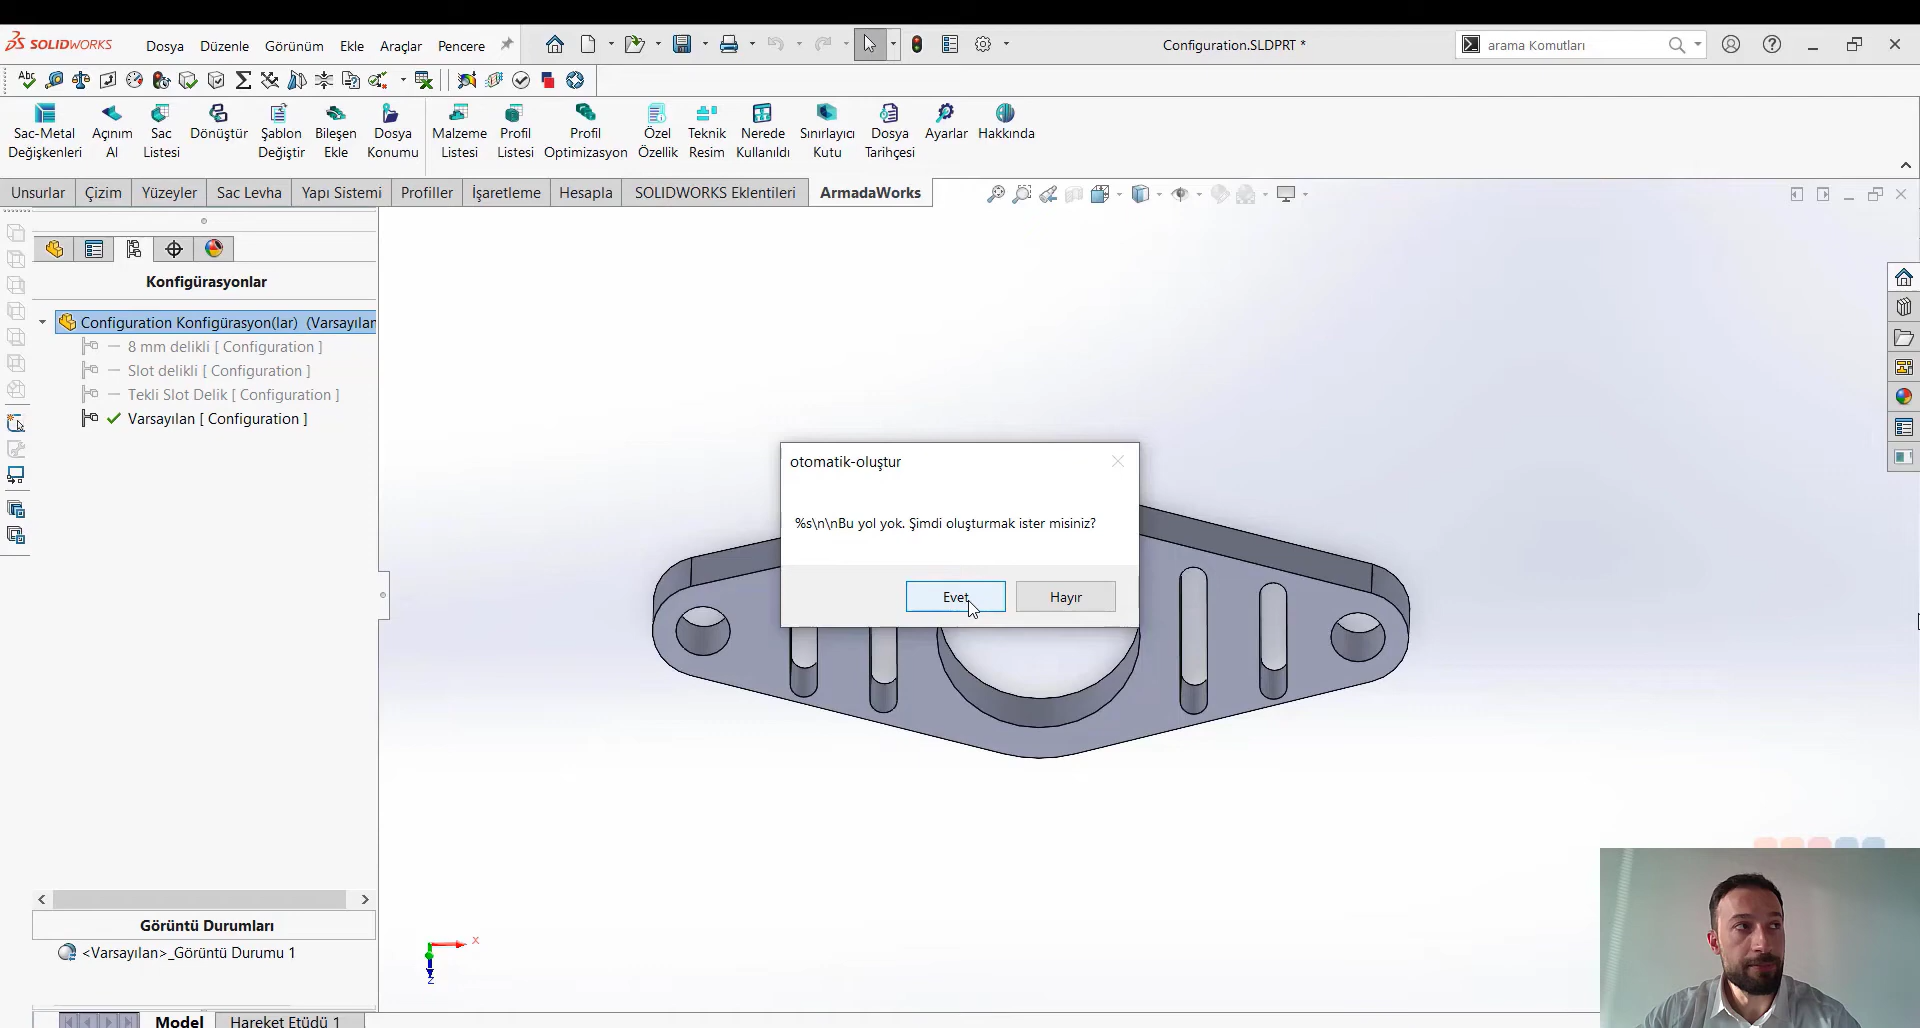 SOLIDWORKS
Dosya Düzenle Görünüm Ekle Araçlar Pencere
Configuration.SLDPRT *
arama Komutları
Abc
Sac-Metal Değişkenleri
Açınım Al
Sac Listesi
Dönüştür
Şablon Değiştir
Bileşen Ekle
Dosya Konumu
Malzeme Listesi
Profil Listesi
Profil Optimizasyon
Özel Özellik
Teknik Resim
Nerede Kullanıldı
Sınırlayıcı Kutu
Dosya Tarihçesi
Ayarlar
Hakkında
Unsurlar Çizim Yüzeyler Sac Levha Yapı Sistemi Profiller İşaretleme Hesapla SOLIDWORKS Eklentileri ArmadaWorks
Konfigürasyonlar
Configuration Konfigürasyon(lar) (Varsayılan
8 mm delikli [ Configuration ]
Slot delikli [ Configuration ]
Tekli Slot Delik [ Configuration ]
Varsayılan [ Configuration ]
otomatik-oluştur
%s\n\nBu yol yok. Şimdi oluşturmak ister misiniz?
Evet Hayır
Görüntü Durumları
<Varsayılan>_Görüntü Durumu 1
x
z
Model Hareket Etüdü 1